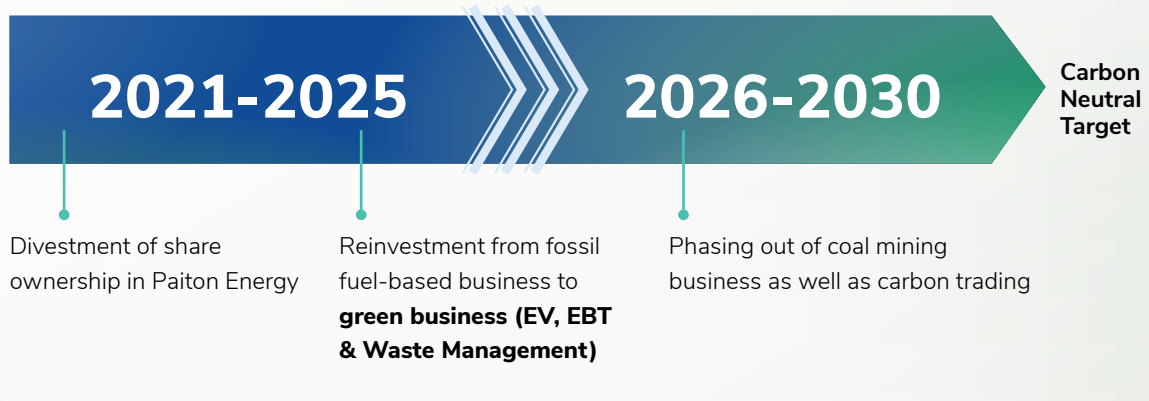 2021-2025
2026-2030
Carbon
Neutral
Target
Divestment of share
ownership in Paiton Energy
Reinvestment from fossil
fuel-based business to
green business (EV, EBT
& Waste Management)
Phasing out of coal mining
business as well as carbon trading